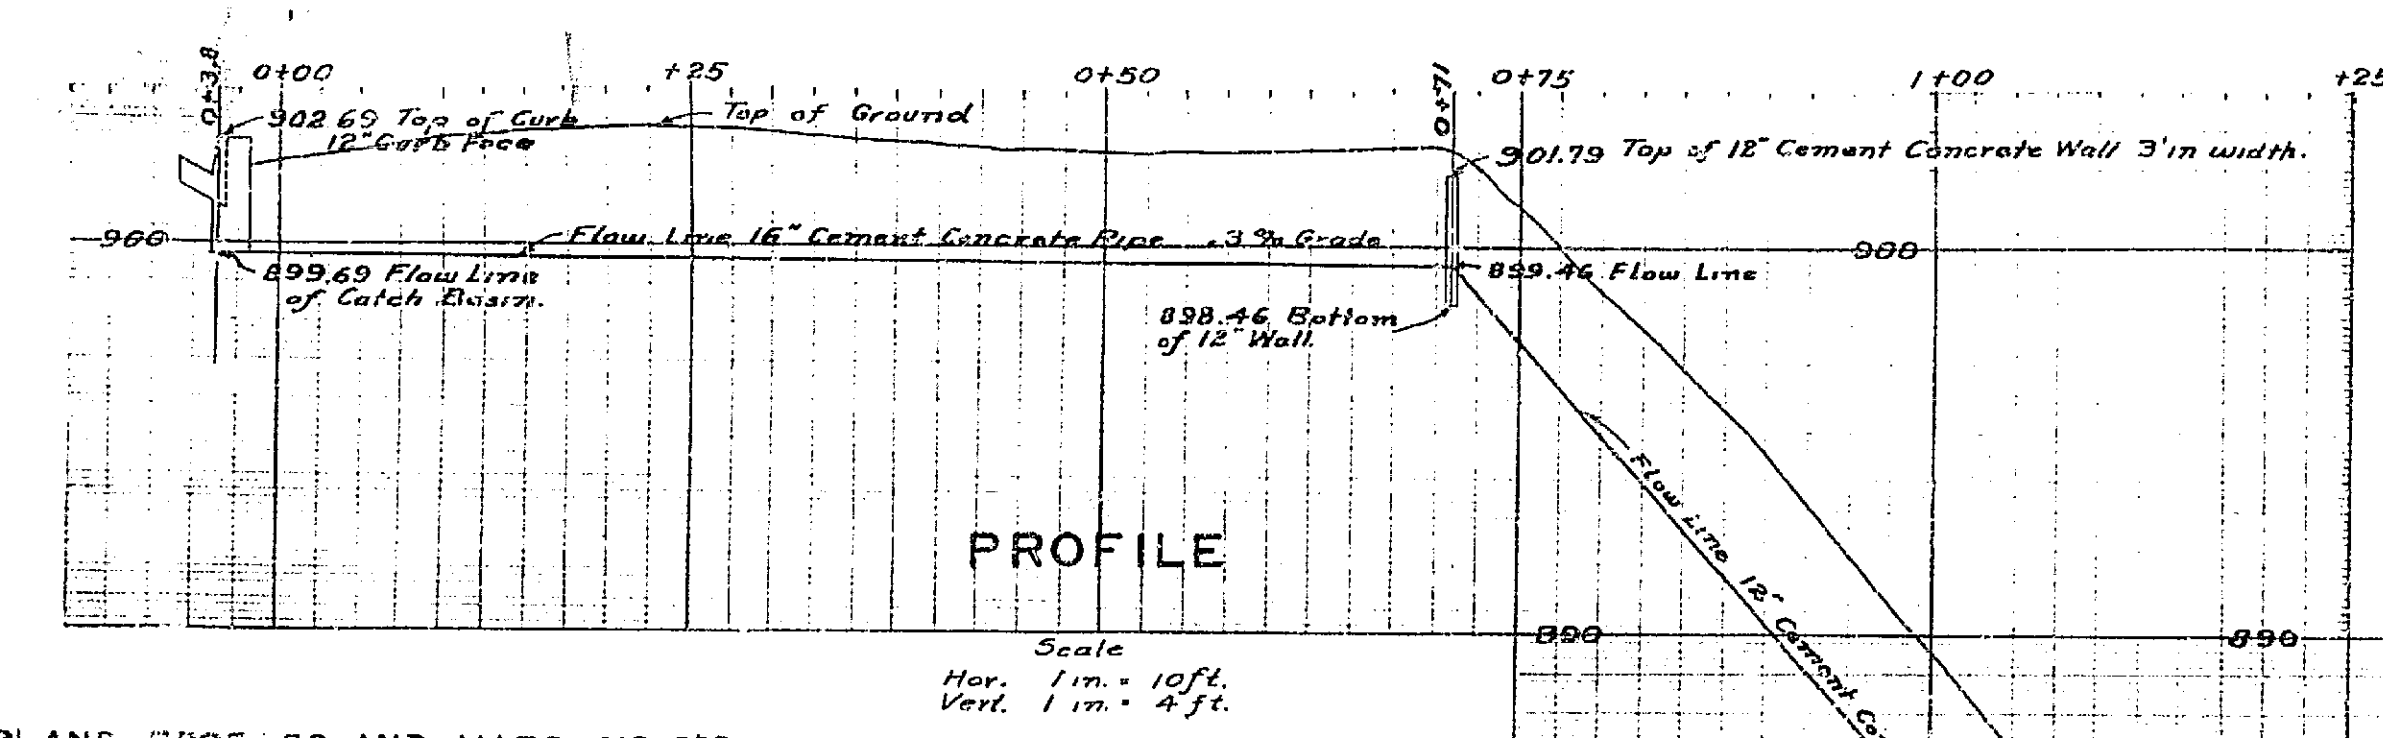 0+3.8
0+00
+25
0+50
0+71
0+75
1+00
+25
902.69 Top of Curb
12" Curb Face
Top of Ground
901.79 Top of 12" Cement Concrete Wall 3' in width.
900
Flow Line 16" Cement Concrete Pipe .3% Grade
900
899.69 Flow Line
of Catch Basin.
899.46 Flow Line
898.46 Bottom
of 12" Wall.
Flow Line 12" Cement Co
PROFILE
890
890
Scale
Hor. 1 in. = 10 ft.
Vert. 1 in. = 4 ft.
AND